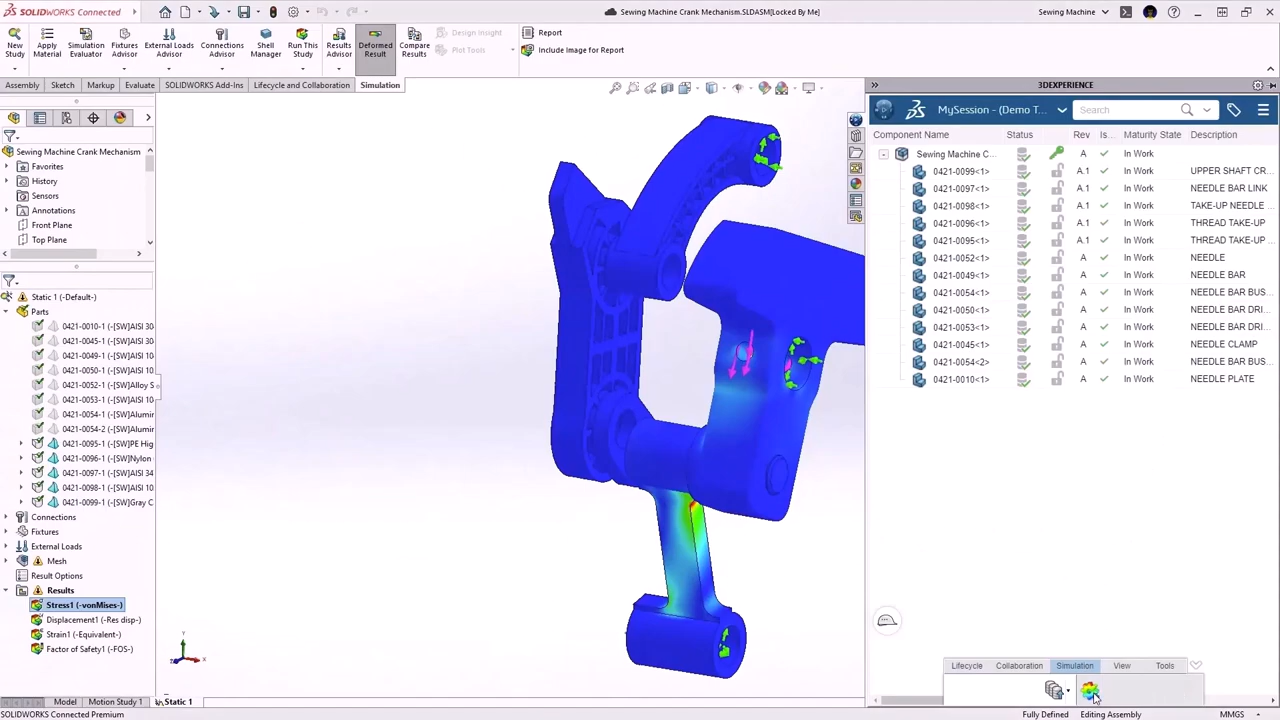 SOLIDWORKS Connected
Sewing Machine Crank Mechanism.SLDASM[Locked By Me]
Sewing Machine
New Study
Apply Material
Simulation Evaluator
Fixtures Advisor
External Loads Advisor
Connections Advisor
Shell Manager
Run This Study
Results Advisor
Deformed Result
Compare Results
Design Insight
Plot Tools
Report
Include Image for Report
Assembly Sketch Markup Evaluate SOLIDWORKS Add-Ins Lifecycle and Collaboration Simulation
3DEXPERIENCE
MySession - (Demo T... Search
Component Name Status Rev Is... Maturity State Description
Sewing Machine C... A In Work
0421-0099<1> A.1 In Work UPPER SHAFT CR...
0421-0097<1> A.1 In Work NEEDLE BAR LINK
0421-0098<1> A.1 In Work TAKE-UP NEEDLE
0421-0096<1> A.1 In Work THREAD TAKE-UP
0421-0095<1> A.1 In Work THREAD TAKE-UP
0421-0052<1> A In Work NEEDLE
0421-0049<1> A In Work NEEDLE BAR
0421-0054<1> A In Work NEEDLE BAR BUS...
0421-0050<1> A In Work NEEDLE BAR DRI...
0421-0053<1> A In Work NEEDLE BAR DRI...
0421-0045<1> A In Work NEEDLE CLAMP
0421-0054<2> A In Work NEEDLE BAR BUS...
0421-0010<1> A In Work NEEDLE PLATE
Sewing Machine Crank Mechanism
Favorites
History
Sensors
Annotations
Front Plane
Top Plane
Static 1 (-Default-)
Parts
0421-0010-1 (-[SW]AISI 30
0421-0045-1 (-[SW]AISI 30
0421-0049-1 (-[SW]AISI 10
0421-0050-1 (-[SW]AISI 10
0421-0052-1 (-[SW]Alloy S
0421-0053-1 (-[SW]AISI 10
0421-0054-1 (-[SW]Alumir
0421-0054-2 (-[SW]Alumir
0421-0095-1 (-[SW]PE Hig
0421-0096-1 (-[SW]Nylon
0421-0097-1 (-[SW]AISI 34
0421-0098-1 (-[SW]AISI 10
0421-0099-1 (-[SW]Gray C
Connections
Fixtures
External Loads
Mesh
Result Options
Results
Stress1 (-vonMises-)
Displacement1 (-Res disp-)
Strain1 (-Equivalent-)
Factor of Safety1 (-FOS-)
Y
X
Lifecycle Collaboration Simulation View Tools
Model Motion Study 1 Static 1
SOLIDWORKS Connected Premium Fully Defined Editing Assembly MMGS